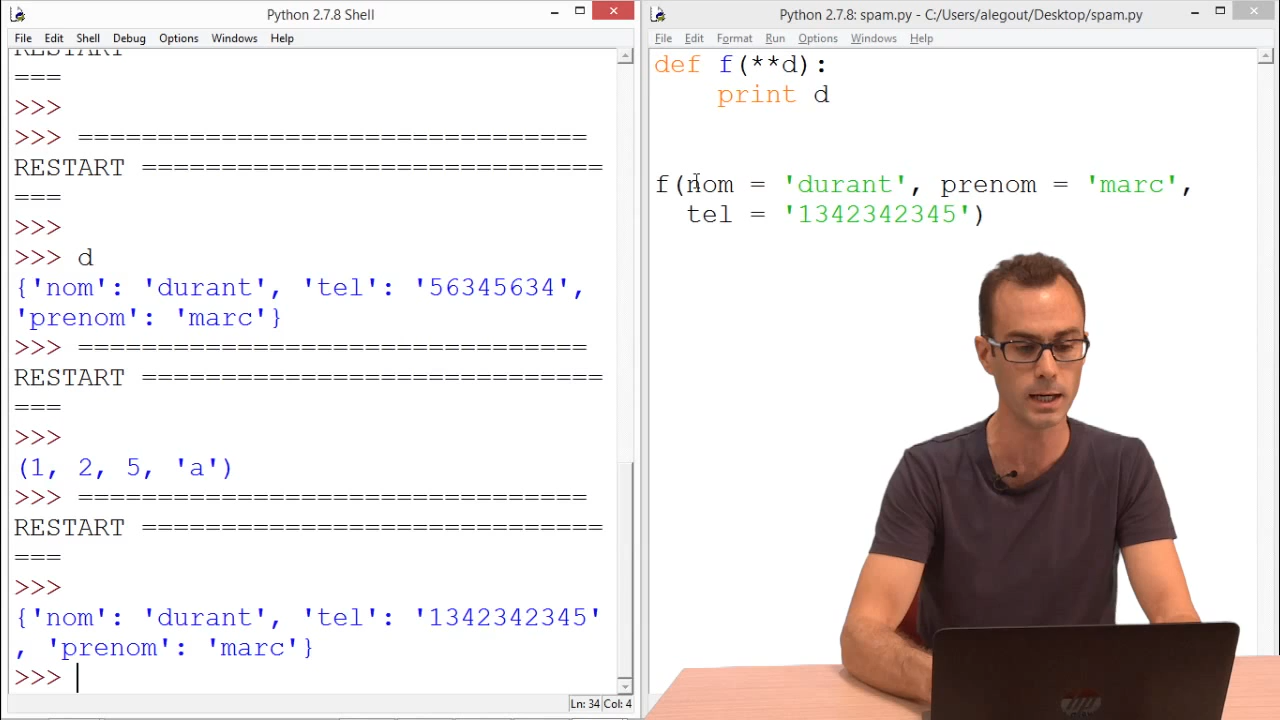 Python 2.7.8 Shell
File Edit Shell Debug Options Windows Help
RESTART
===
>>>
>>> ================================
RESTART =============================
===
>>>
>>> d
{'nom': 'durant', 'tel': '56345634',
'prenom': 'marc'}
>>> ================================
RESTART =============================
===
>>>
(1, 2, 5, 'a')
>>> ================================
RESTART =============================
===
>>>
{'nom': 'durant', 'tel': '1342342345'
, 'prenom': 'marc'}
>>>
Ln: 34 Col: 4
Python 2.7.8: spam.py - C:/Users/alegout/Desktop/spam.py
File Edit Format Run Options Windows Help
def f(**d):
    print d
f(nom = 'durant', prenom = 'marc',
  tel = '1342342345')
hp